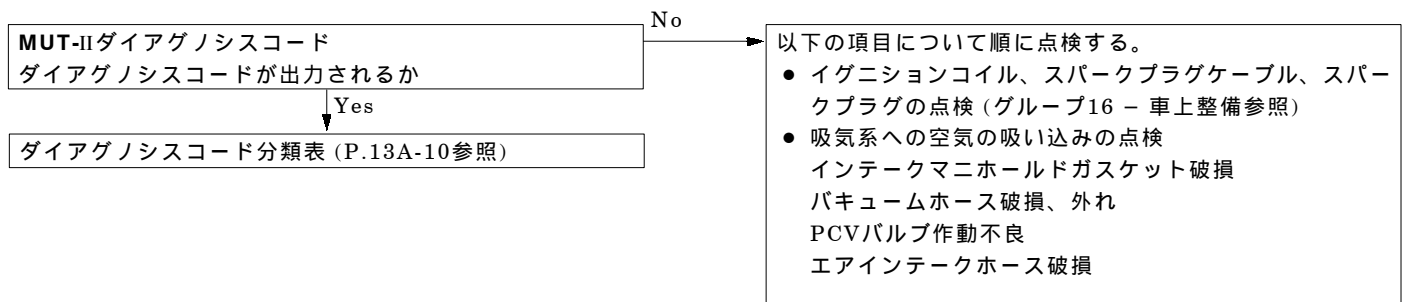 MUT-IIダイアグノシスコード
ダイアグノシスコードが出力されるか
No
Yes
ダイアグノシスコード分類表 (P.13A-10参照)
以下の項目について順に点検する。
● イグニションコイル、スパークプラグケーブル、スパー
クプラグの点検 (グループ16 − 車上整備参照)
● 吸気系への空気の吸い込みの点検
インテークマニホールドガスケット破損
バキュームホース破損、外れ
PCVバルブ作動不良
エアインテークホース破損